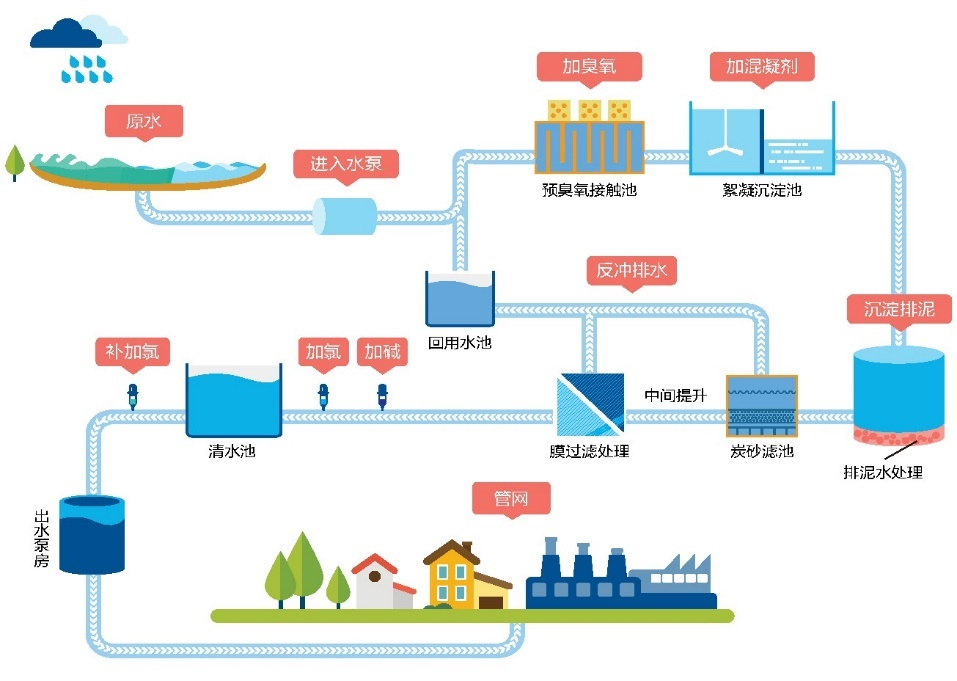 加臭氧
加混凝剂
原水
进入水泵
预臭氧接触池
絮凝沉淀池
反冲排水
沉淀排泥
回用水池
补加氯
加氯
加碱
中间提升
清水池
膜过滤处理
炭砂滤池
排泥水处理
管网
出水泵房